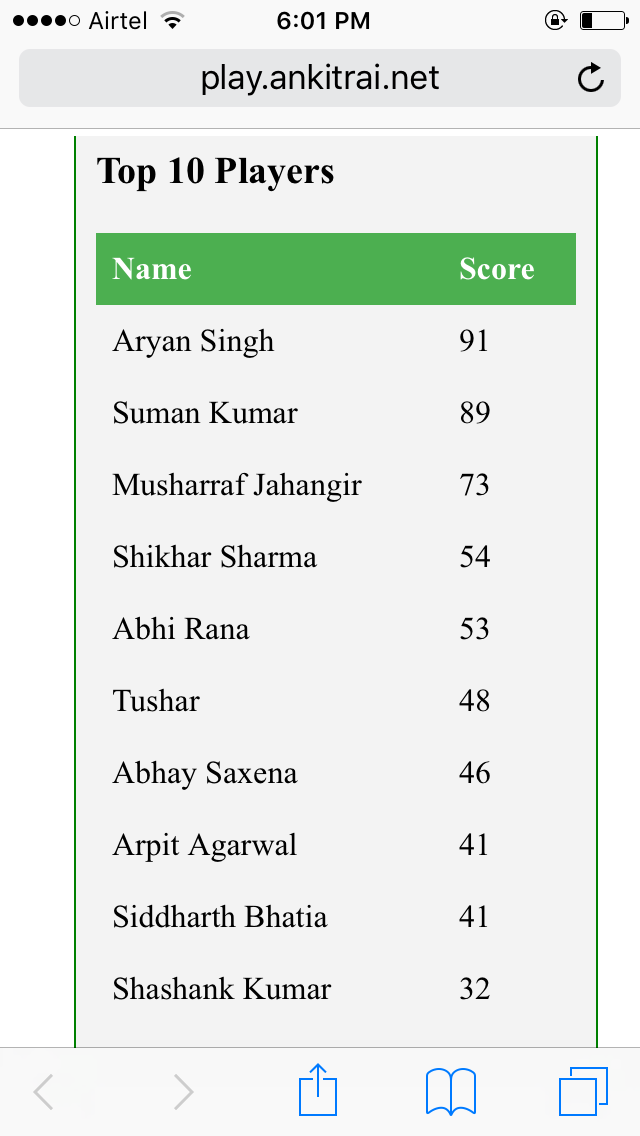 Airtel 6:01 PM
play.ankitrai.net
Top 10 Players
Name Score
Aryan Singh 91
Suman Kumar 89
Musharraf Jahangir 73
Shikhar Sharma 54
Abhi Rana 53
Tushar 48
Abhay Saxena 46
Arpit Agarwal 41
Siddharth Bhatia 41
Shashank Kumar 32